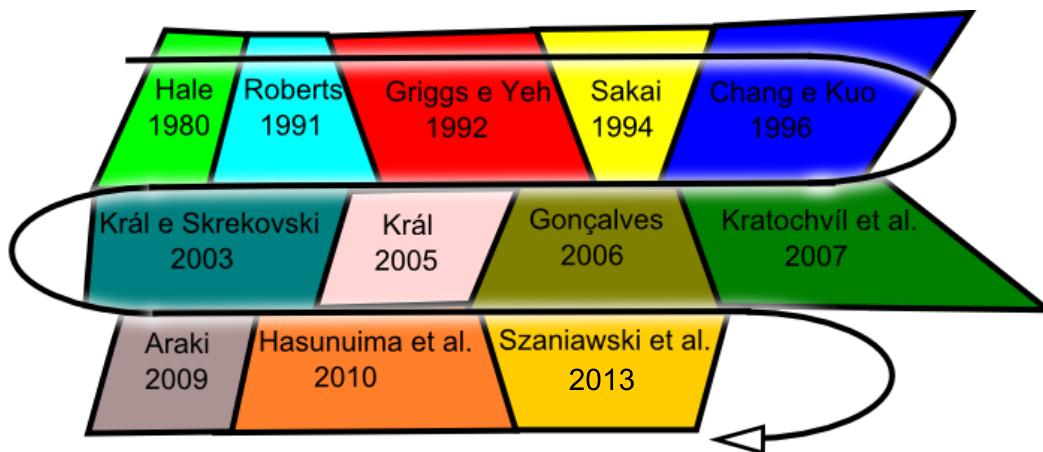 Hale
1980
Roberts
1991
Griggs e Yeh
1992
Sakai
1994
Chang e Kuo
1996
Král e Skrekovski
2003
Král
2005
Gonçalves
2006
Kratochvíl et al.
2007
Araki
2009
Hasunuima et al.
2010
Szaniawski et al.
2013